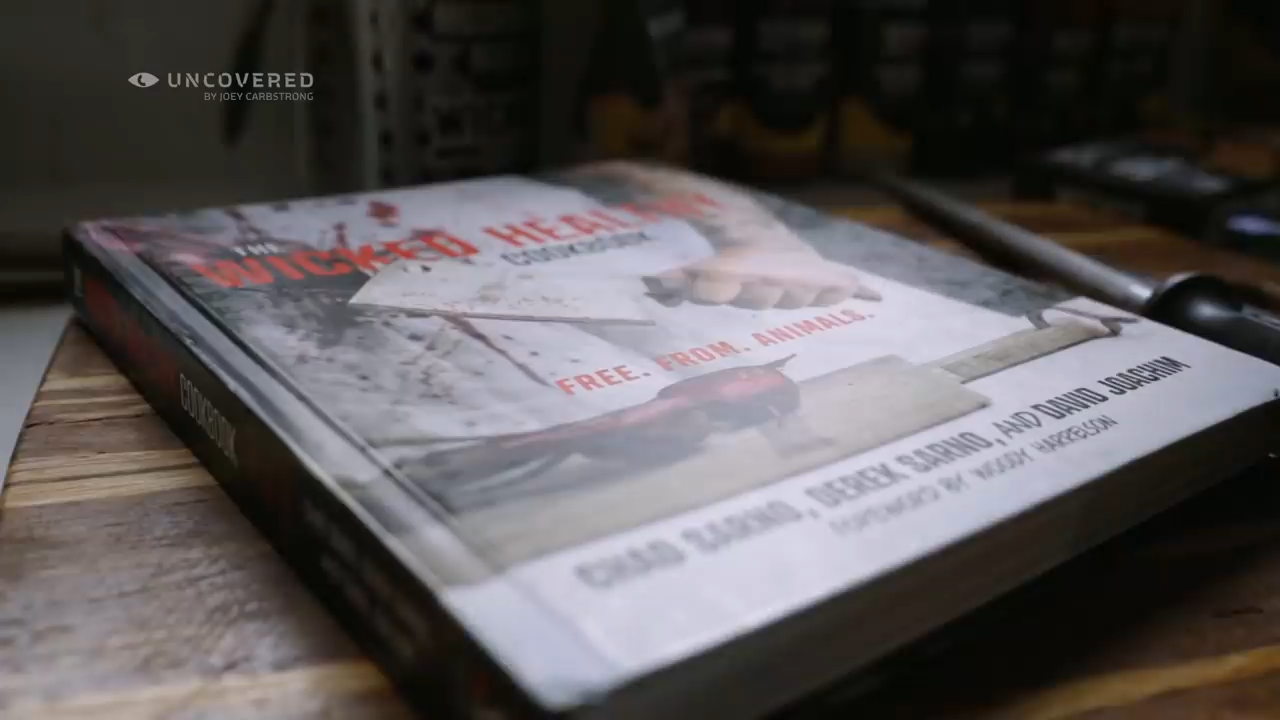 UNCOVERED
BY JOEY CARBSTRONG
THE
WICKED HEALTHY
COOKBOOK
FREE. FROM. ANIMALS.
CHAD SARNO, DEREK SARNO, AND DAVID JOACHIM
FOREWORD BY WOODY HARRELSON
COOKBOOK